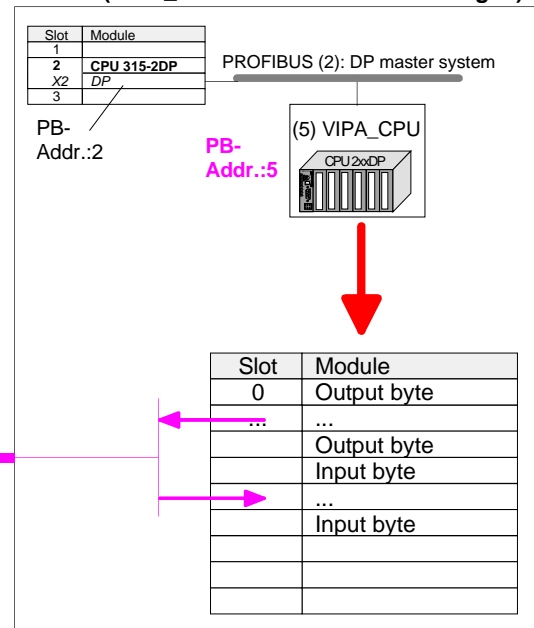 Slot Module
1
2 CPU 315-2DP
X2 DP
3
PROFIBUS (2): DP master system
PB-
Addr.:2
(5) VIPA_CPU
PB-
Addr.:5
CPU 2xxDP
Slot Module
0 Output byte
... ...
Output byte
Input byte
...
Input byte